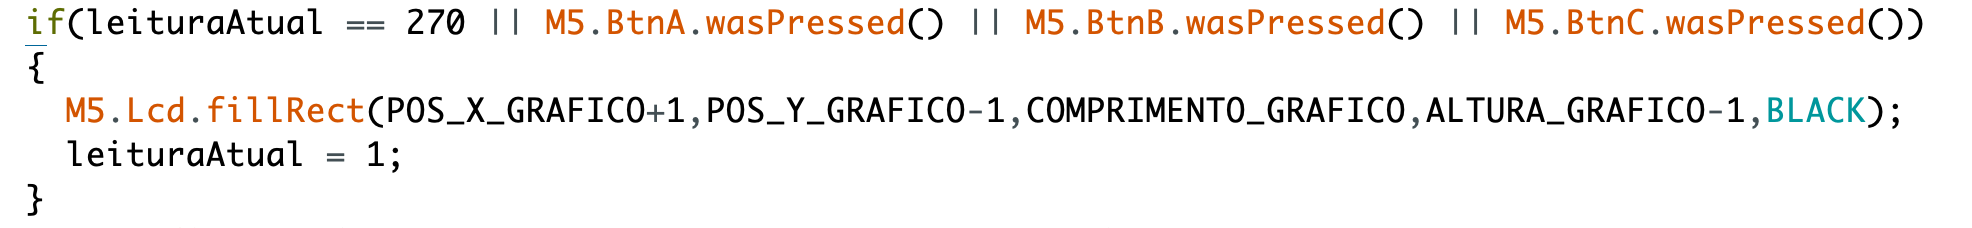 if(leituraAtual == 270 || M5.BtnA.wasPressed() || M5.BtnB.wasPressed() || M5.BtnC.wasPressed())
{
  M5.Lcd.fillRect(POS_X_GRAFICO+1,POS_Y_GRAFICO-1,COMPRIMENTO_GRAFICO,ALTURA_GRAFICO-1,BLACK);
  leituraAtual = 1;
}